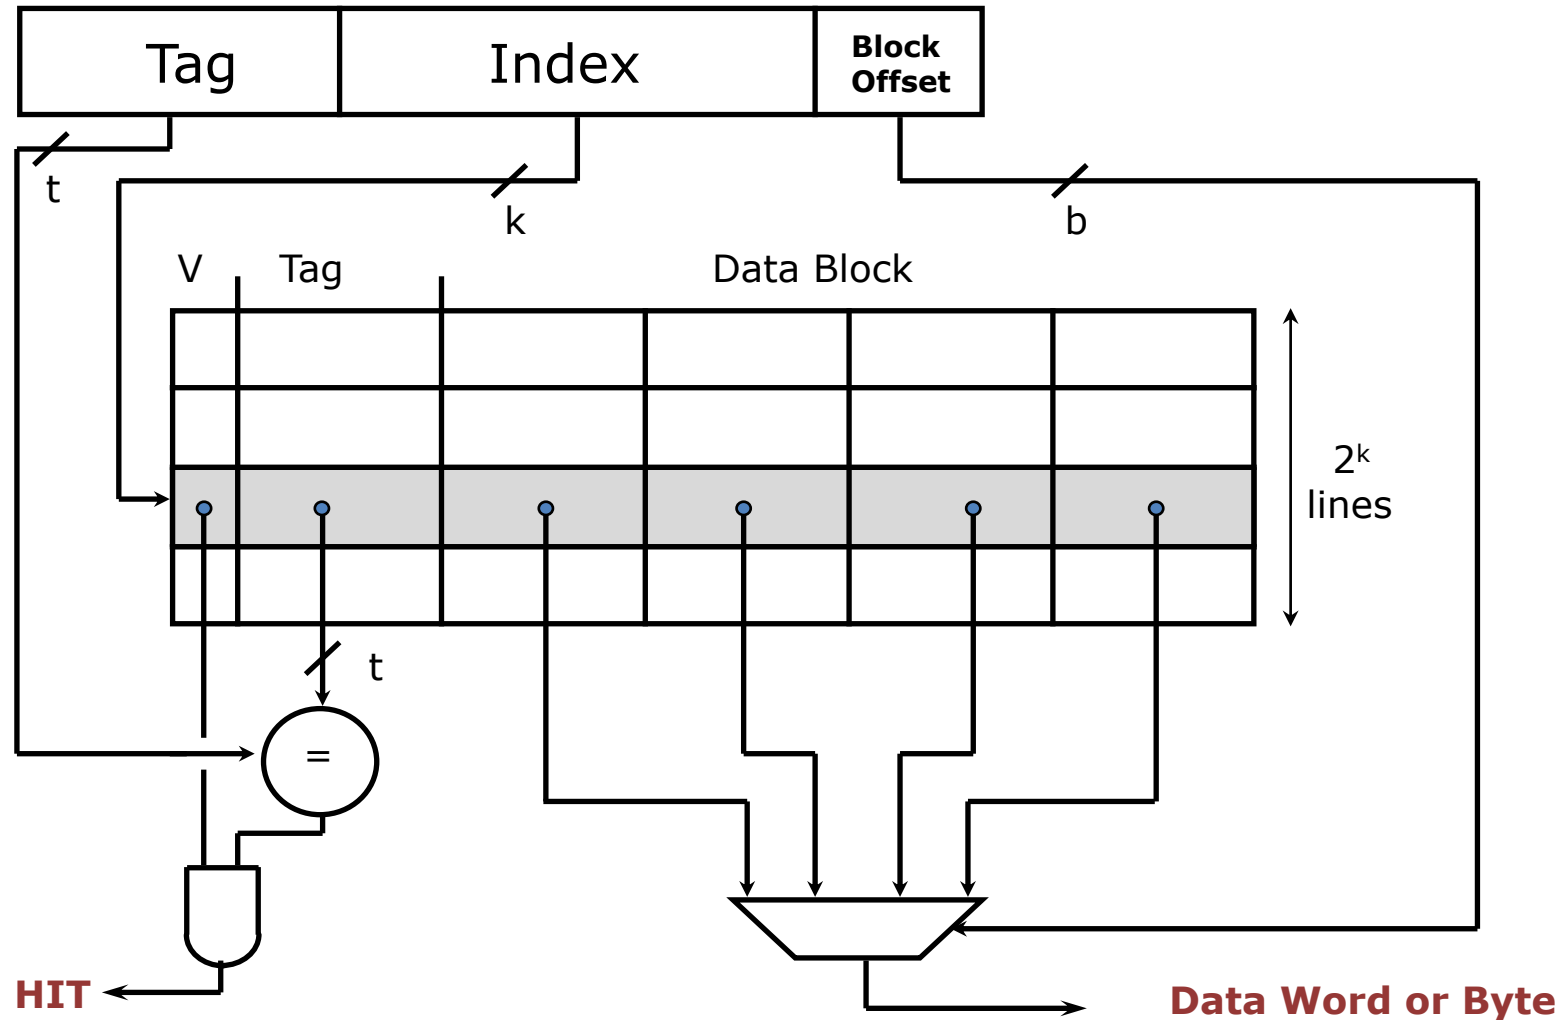 Tag
Index
Block
Offset
t
k
b
V
Tag
Data Block
2ᵏ
lines
t
=
HIT
Data Word or Byte